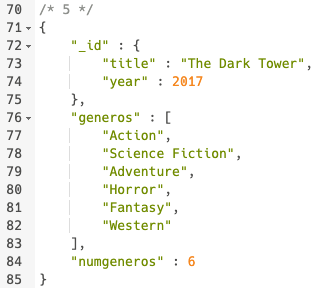 70 /* 5 */
71 {
72 "_id" : {
73 "title" : "The Dark Tower",
74 "year" : 2017
75 },
76 "generos" : [
77 "Action",
78 "Science Fiction",
79 "Adventure",
80 "Horror",
81 "Fantasy",
82 "Western"
83 ],
84 "numgeneros" : 6
85 }